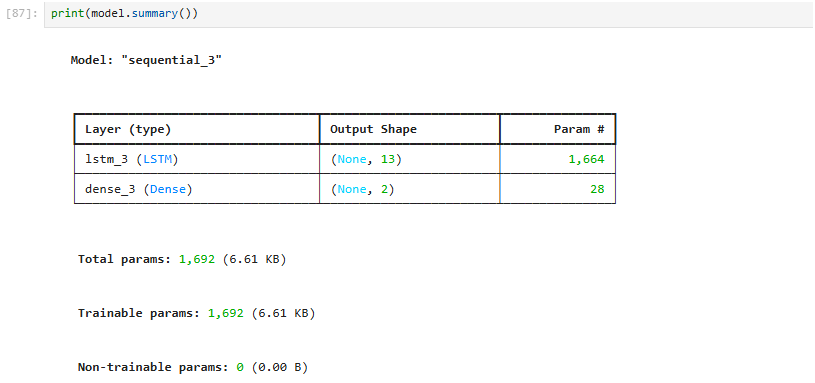 [87]: print(model.summary())
Model: "sequential_3"
Layer (type) Output Shape Param #
lstm_3 (LSTM) (None, 13) 1,664
dense_3 (Dense) (None, 2) 28
Total params: 1,692 (6.61 KB)
Trainable params: 1,692 (6.61 KB)
Non-trainable params: 0 (0.00 B)